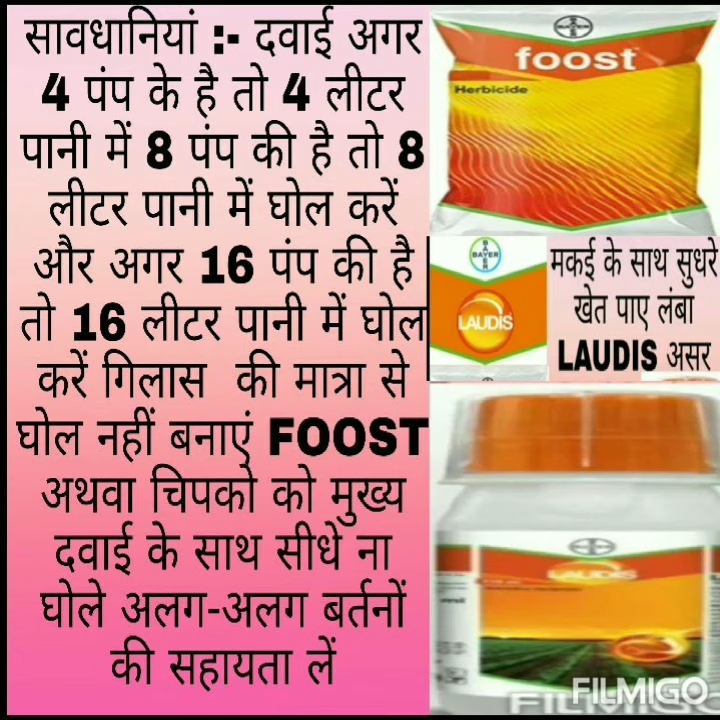 सावधानियां :- दवाई अगर
4 पंप के है तो 4 लीटर
पानी में 8 पंप की है तो 8
लीटर पानी में घोल करें
और अगर 16 पंप की है
तो 16 लीटर पानी में घोल
करें गिलास की मात्रा से
घोल नहीं बनाएं FOOST
अथवा चिपको को मुख्य
दवाई के साथ सीधे ना
घोले अलग-अलग बर्तनों
की सहायता लें
foost
Herbicide
BAYER
LAUDIS
मकई के साथ सुधरे
खेत पाए लंबा
LAUDIS असर
LAUDIS
FILMIGO